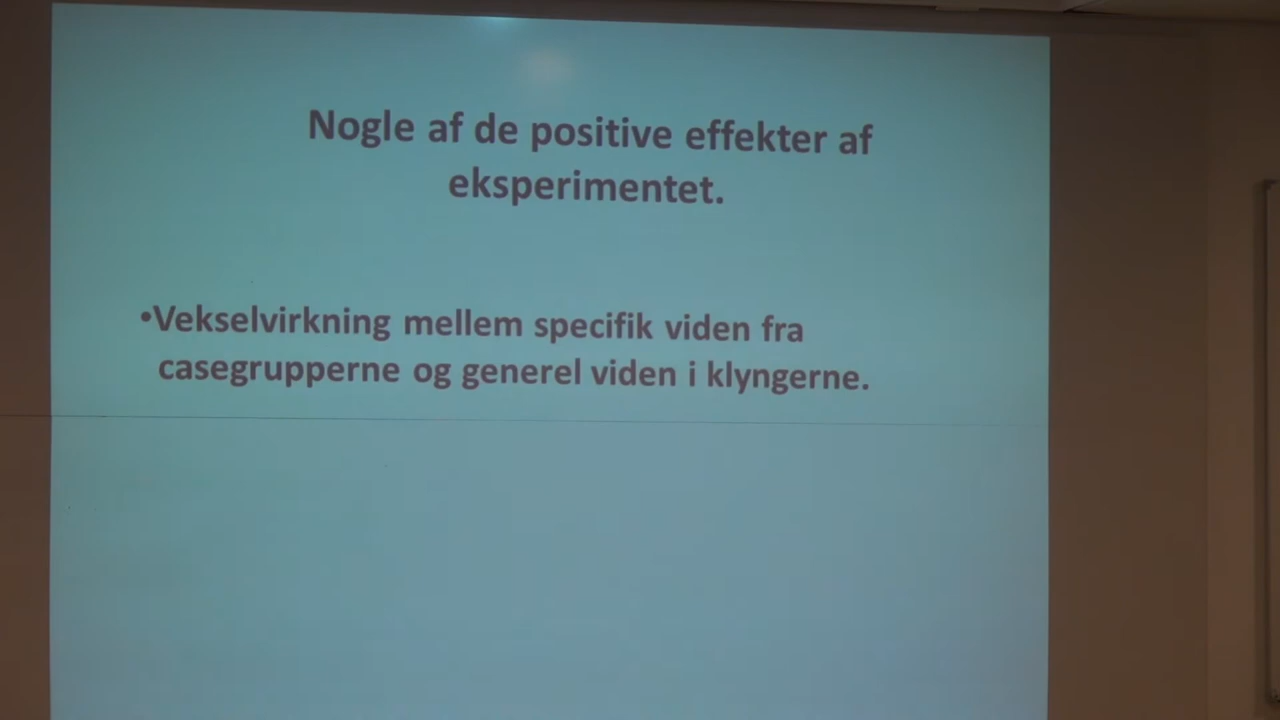 Nogle af de positive effekter af
eksperimentet.
•Vekselvirkning mellem specifik viden fra
casegrupperne og generel viden i klyngerne.